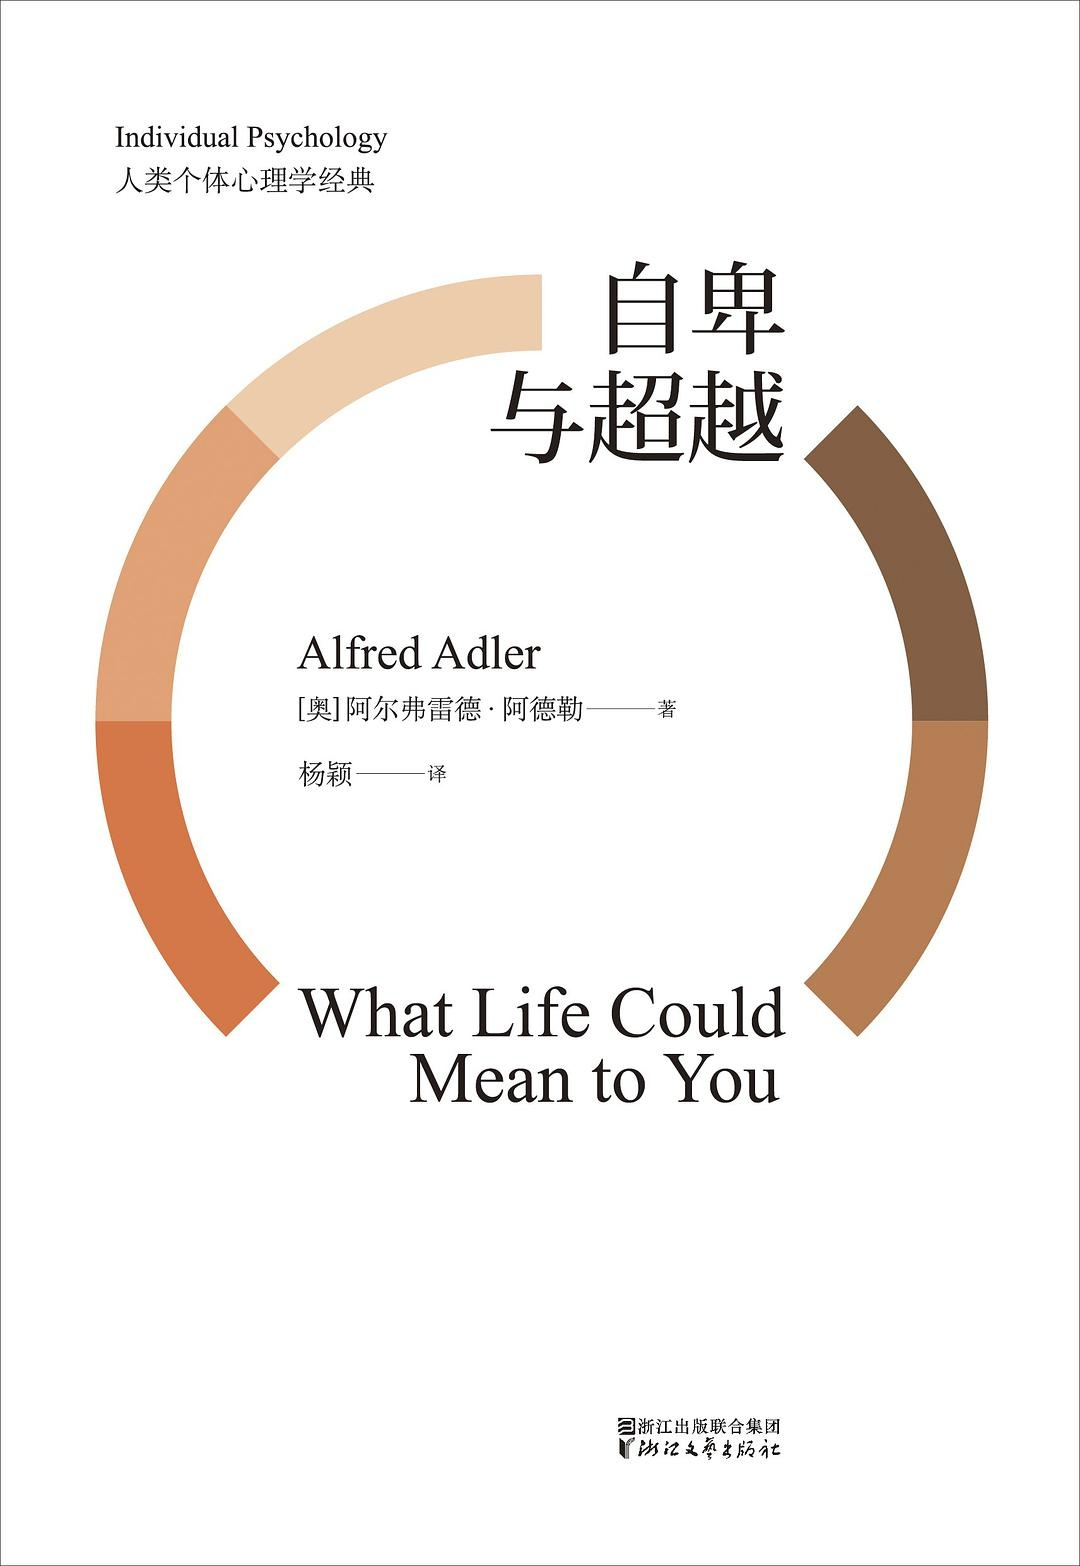 Individual Psychology
人类个体心理学经典
自卑
与超越
Alfred Adler
[奥]阿尔弗雷德·阿德勒——著
杨颖——译
What Life Could
Mean to You
浙江出版联合集团
浙江文艺出版社